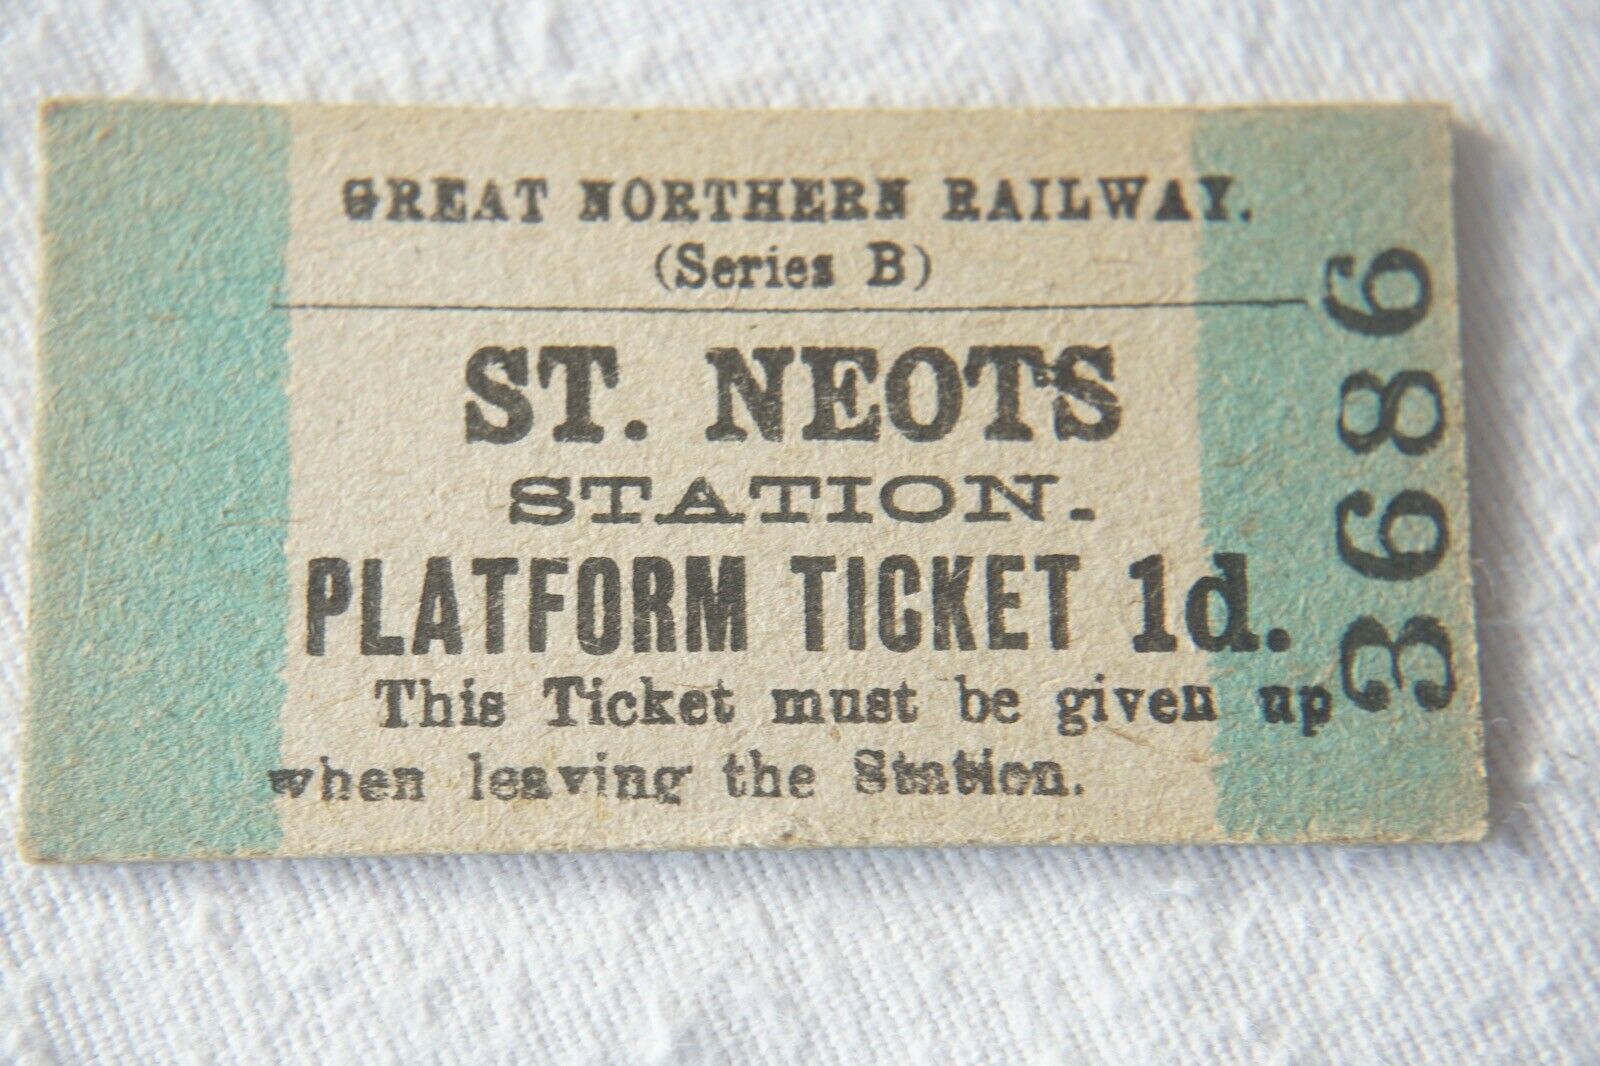 GREAT NORTHERN RAILWAY.
(Series B)
ST. NEOTS
STATION.
PLATFORM TICKET 1d.
This Ticket must be given up
when leaving the Station.
3686